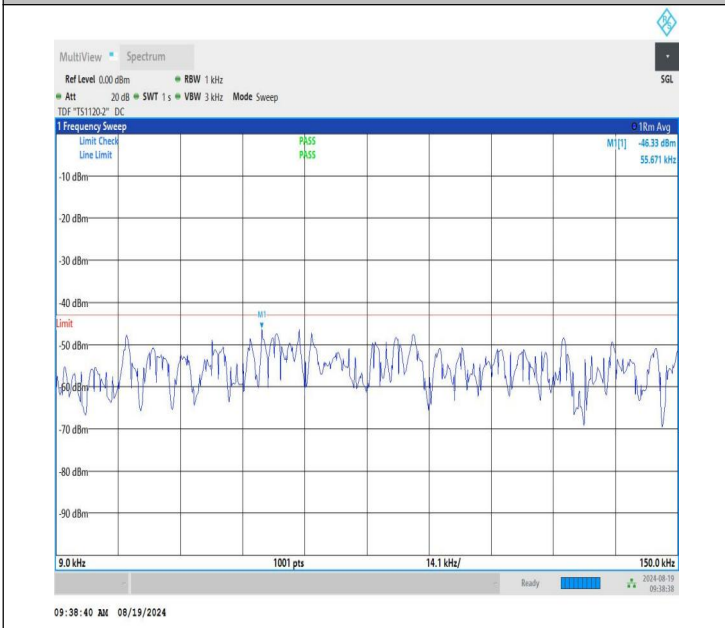 MultiView Spectrum
Ref Level 0.00 dBm RBW 1 kHz SGL
Att 20 dB SWT 1 s VBW 3 kHz Mode Sweep
TDF "TS1120-2" DC
1 Frequency Sweep 1Rm Avg
Limit Check PASS M1[1] -46.33 dBm
Line Limit PASS 55.671 kHz
-10 dBm
-20 dBm
-30 dBm
-40 dBm
M1
Limit
-50 dBm
-60 dBm
-70 dBm
-80 dBm
-90 dBm
9.0 kHz 1001 pts 14.1 kHz/ 150.0 kHz
Ready 2024-08-19
09:38:38
09:38:40 AM 08/19/2024